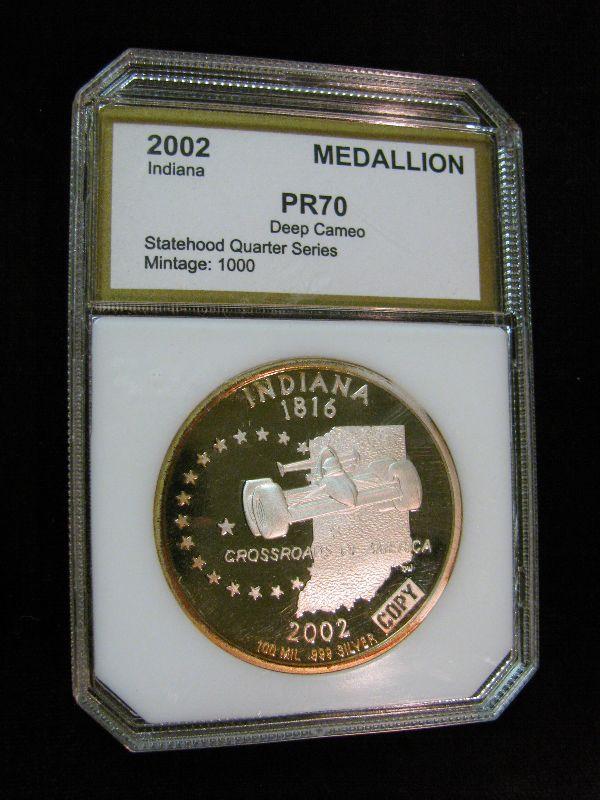 2002
MEDALLION
Indiana
PR70
Deep Cameo
Statehood Quarter Series
Mintage: 1000
INDIANA
1816
CROSSROADS OF AMERICA
2002
COPY
100 MIL .999 SILVER